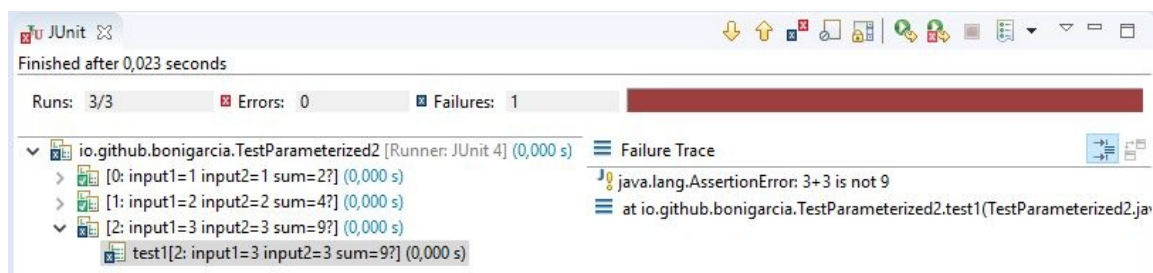 JUnit
Finished after 0,023 seconds
Runs: 3/3 Errors: 0 Failures: 1
io.github.bonigarcia.TestParameterized2 [Runner: JUnit 4] (0,000 s)
[0: input1=1 input2=1 sum=2?] (0,000 s)
[1: input1=2 input2=2 sum=4?] (0,000 s)
[2: input1=3 input2=3 sum=9?] (0,000 s)
test1[2: input1=3 input2=3 sum=9?] (0,000 s)
Failure Trace
java.lang.AssertionError: 3+3 is not 9
at io.github.bonigarcia.TestParameterized2.test1(TestParameterized2.ja